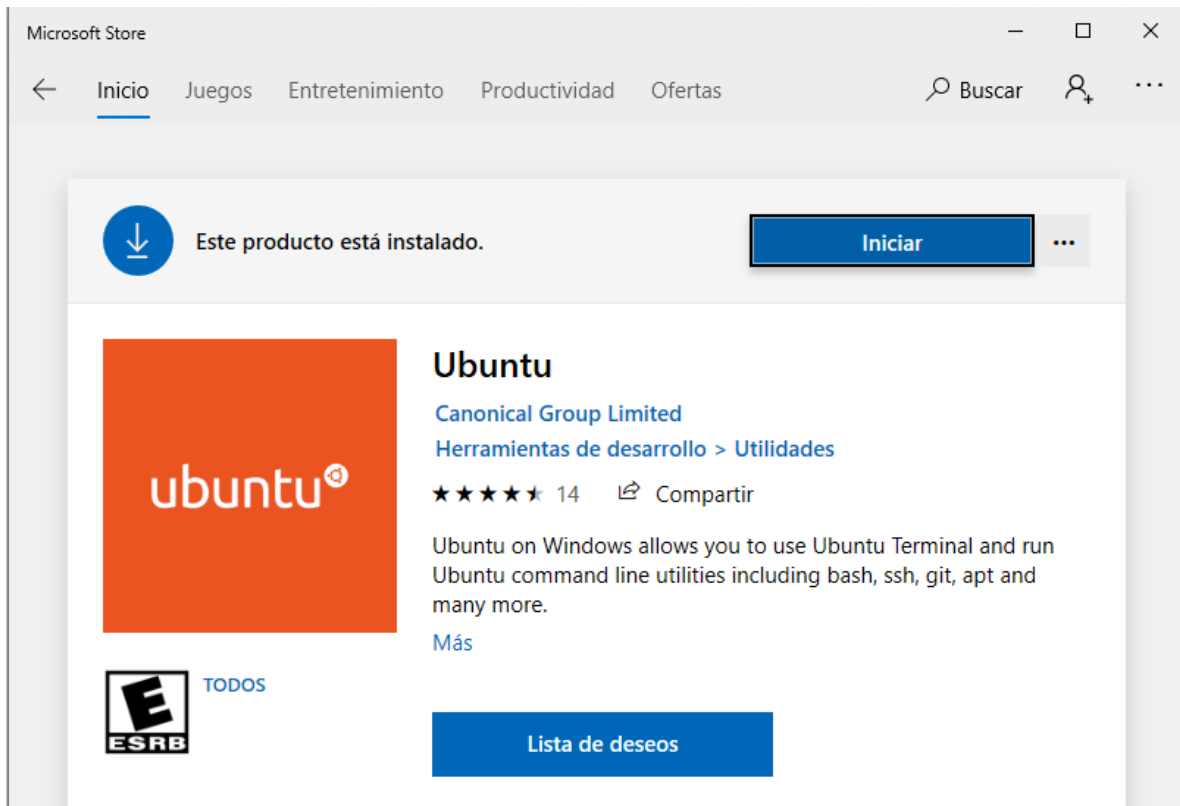 Microsoft Store
Inicio Juegos Entretenimiento Productividad Ofertas Buscar
Este producto está instalado. Iniciar
Ubuntu
Canonical Group Limited
Herramientas de desarrollo > Utilidades
ubuntu
14 Compartir
Ubuntu on Windows allows you to use Ubuntu Terminal and run
Ubuntu command line utilities including bash, ssh, git, apt and
many more.
Más
E
ESRB
TODOS
Lista de deseos